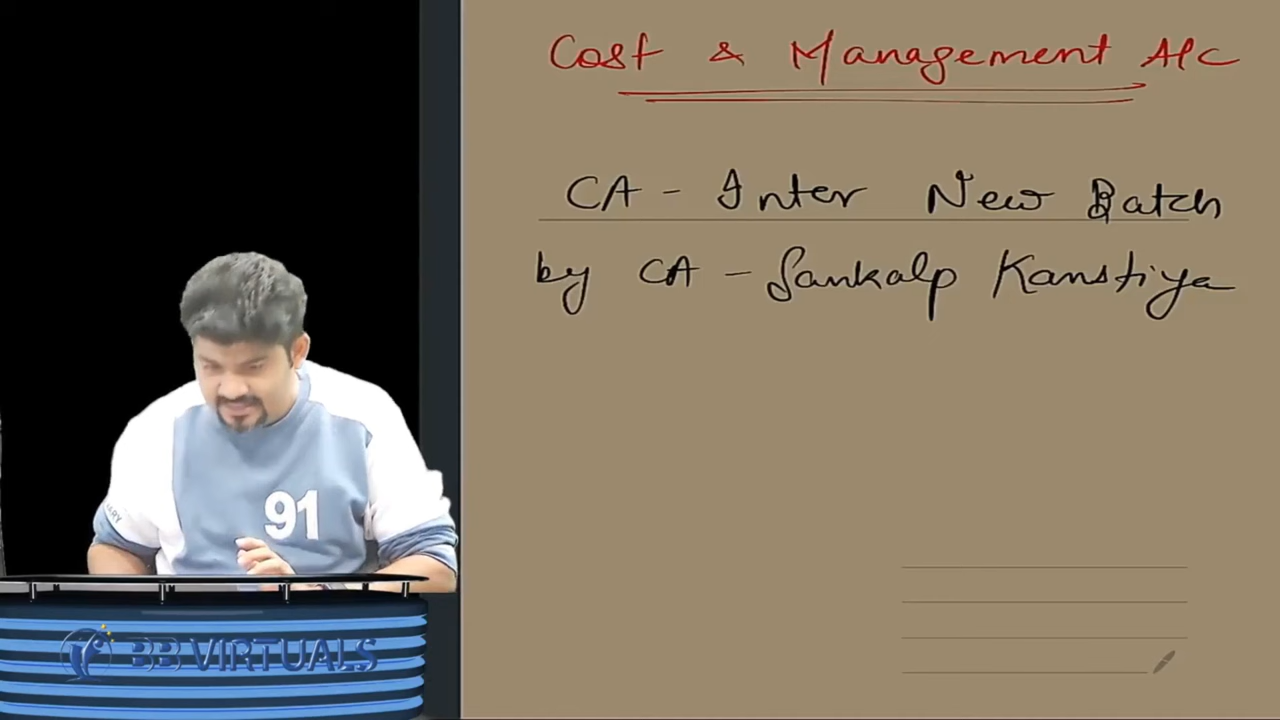 Cost & Management A/c
CA - Inter New Batch
by CA - Sankalp Kanstiya
91
BB VIRTUALS